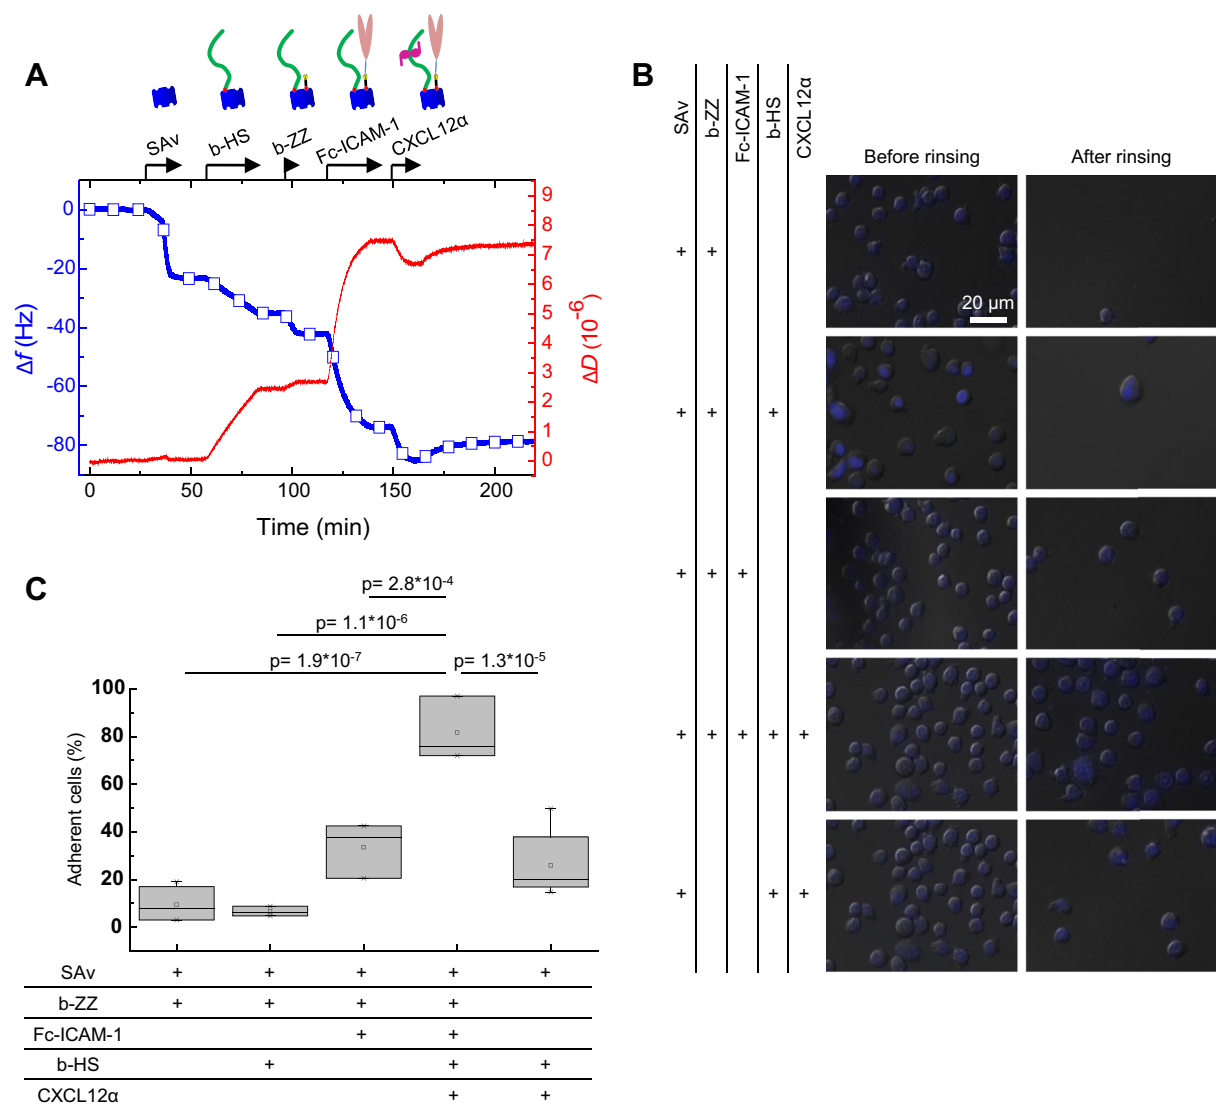 A
SAv
b-HS
b-ZZ
Fc-ICAM-1
CXCL12α
0
-20
-40
-60
-80
Δf (Hz)
9
8
7
6
5
4
3
2
1
0
ΔD (10⁻⁶)
0 50 100 150 200
Time (min)
B
SAv
b-ZZ
Fc-ICAM-1
b-HS
CXCL12α
Before rinsing After rinsing
+ +
20 µm
+ + +
+ + +
+ + + + +
+ + +
C
p= 2.8*10⁻⁴
p= 1.1*10⁻⁶
p= 1.9*10⁻⁷ p= 1.3*10⁻⁵
100
80
60
40
20
0
Adherent cells (%)
SAv + + + + +
b-ZZ + + + +
Fc-ICAM-1 + +
b-HS + + +
CXCL12α + +